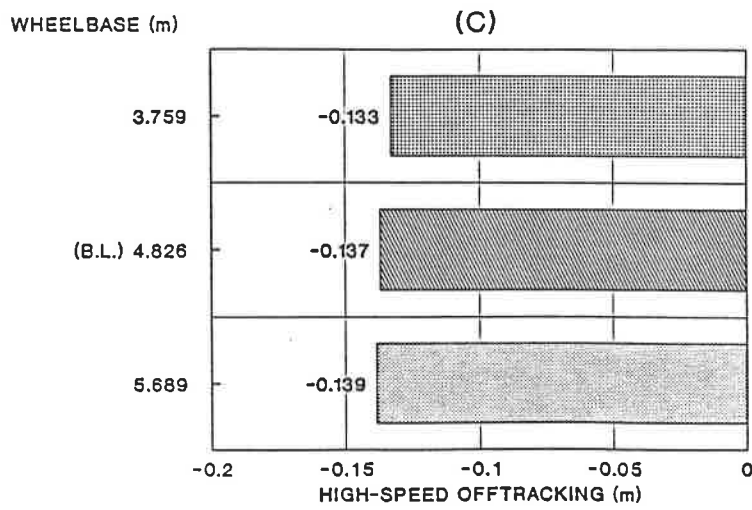 WHEELBASE (m)
(C)
3.759
-0.133
(B.L.) 4.826
-0.137
5.689
-0.139
-0.2 -0.15 -0.1 -0.05 0
HIGH-SPEED OFFTRACKING (m)